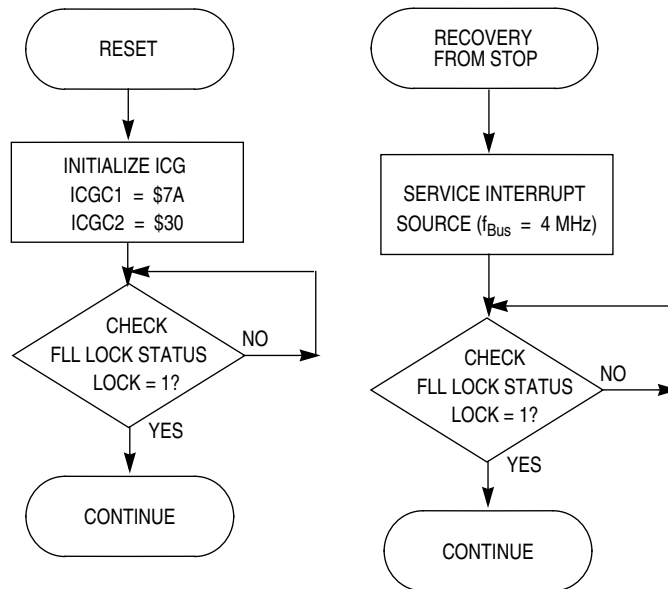 RESET
INITIALIZE ICG
ICGC1 = $7A
ICGC2 = $30
CHECK
FLL LOCK STATUS
LOCK = 1?
NO
YES
CONTINUE
RECOVERY
FROM STOP
SERVICE INTERRUPT
SOURCE (fBus = 4 MHz)
CHECK
FLL LOCK STATUS
LOCK = 1?
NO
YES
CONTINUE